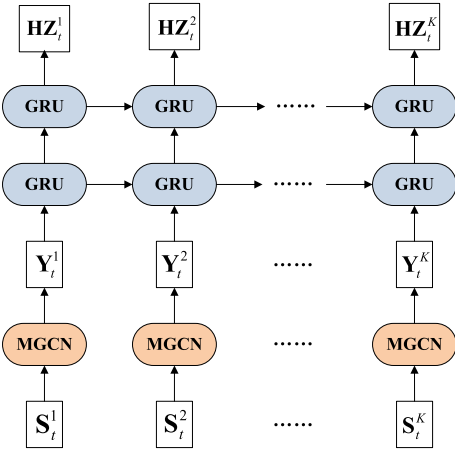 HZ_t^1 HZ_t^2 HZ_t^K
GRU GRU ······ GRU
GRU GRU ······ GRU
Y_t^1 Y_t^2 ······ Y_t^K
MGCN MGCN ······ MGCN
S_t^1 S_t^2 ······ S_t^K